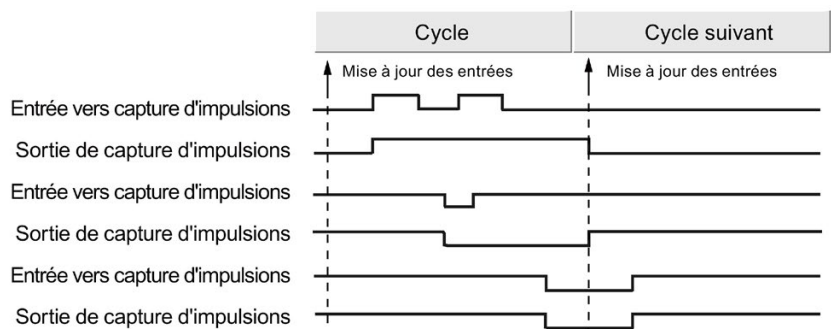 Cycle
Cycle suivant
Mise à jour des entrées
Mise à jour des entrées
Entrée vers capture d'impulsions
Sortie de capture d'impulsions
Entrée vers capture d'impulsions
Sortie de capture d'impulsions
Entrée vers capture d'impulsions
Sortie de capture d'impulsions